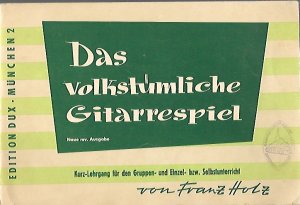 EDITION DUX · MÜNCHEN 2
Das
volkstümliche
Gitarrespiel
Neue rev. Ausgabe
Kurz-Lehrgang für den Gruppen- und Einzel- bzw. Selbstunterricht
von Franz Holz